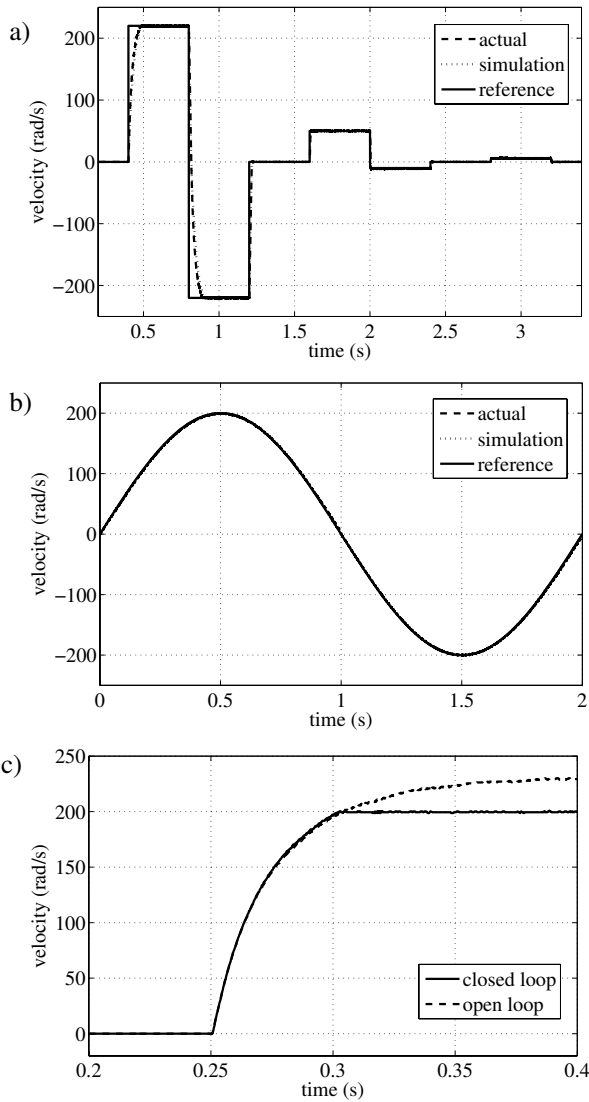 a)
200
100
0
−100
−200
velocity (rad/s)
actual
simulation
reference
0.5
1
1.5
2
2.5
3
time (s)
b)
200
100
0
−100
−200
velocity (rad/s)
actual
simulation
reference
0
0.5
1
1.5
2
time (s)
c)
250
200
150
100
50
0
velocity (rad/s)
closed loop
open loop
0.2
0.25
0.3
0.35
0.4
time (s)